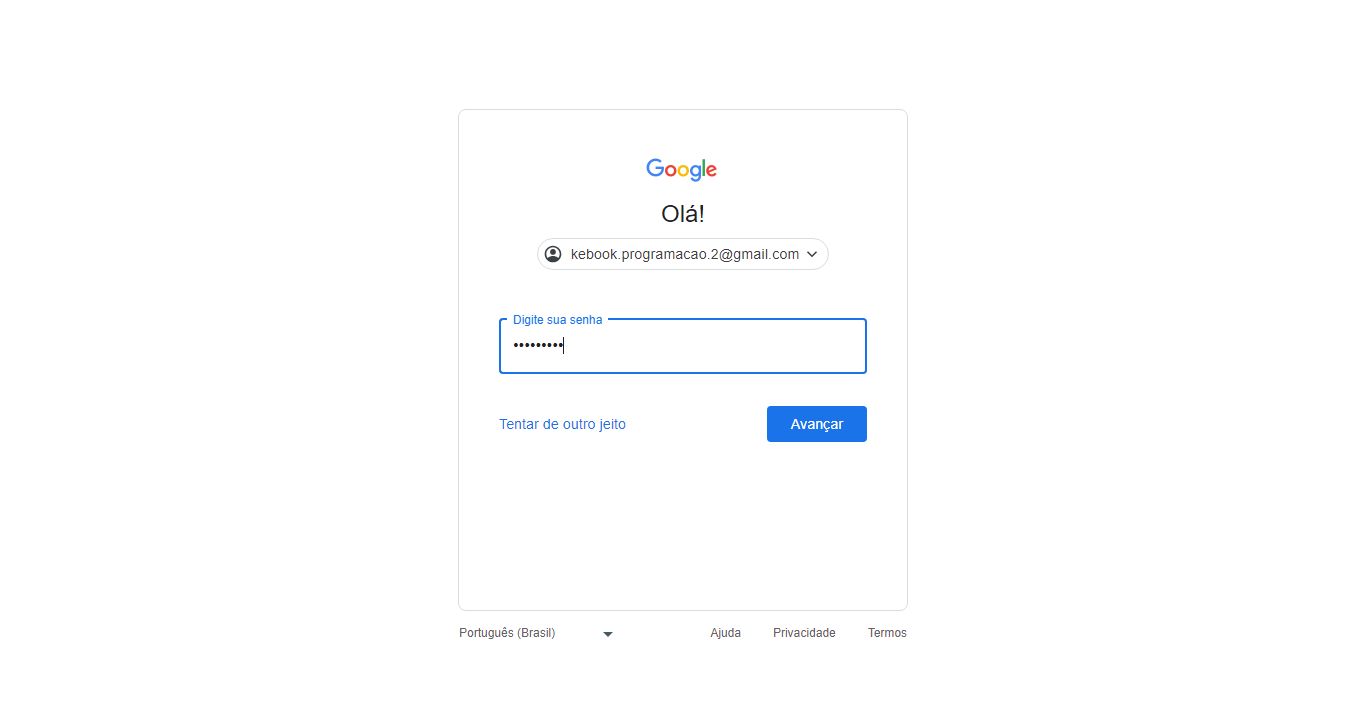 Google
Olá!
kebook.programacao.2@gmail.com
Digite sua senha
•••••••••
Tentar de outro jeito
Avançar
Português (Brasil)
Ajuda
Privacidade
Termos